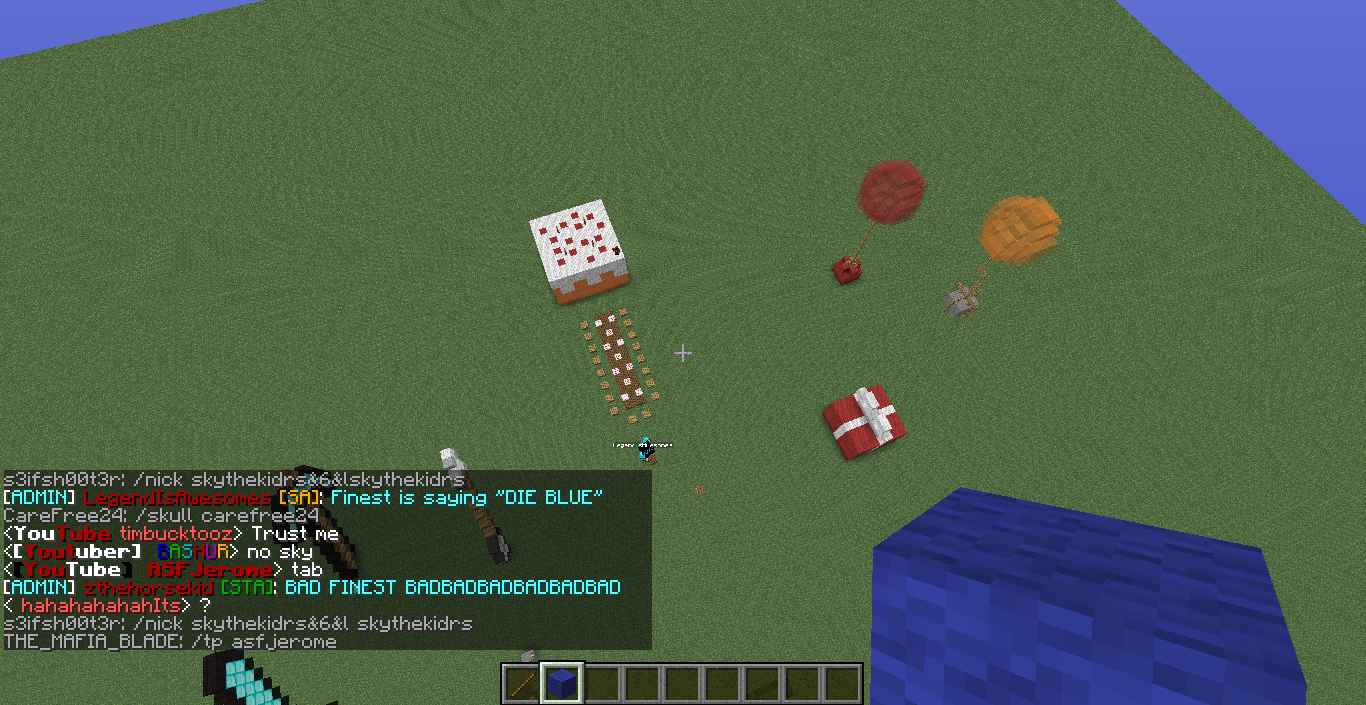 Legend sAwesomes
s3ifsh00t3r: /nick skythekidrs&6&lskythekidrs
[ADMIN] LegendIsAwesomes [SA]: Finest is saying "DIE BLUE"
CareFree24: /skull carefree24
<YouTube timbucktooz> Trust me
<[Youtuber] BASHUR> no sky
<[YouTube] ASFJerome> tab
[ADMIN] zthehorsekid [STA]: BAD FINEST BADBADBADBADBADBAD
< hahahahahahIts> ?
s3ifsh00t3r: /nick skythekidrs&6&l skythekidrs
THE_MAFIA_BLADE: /tp asfjerome